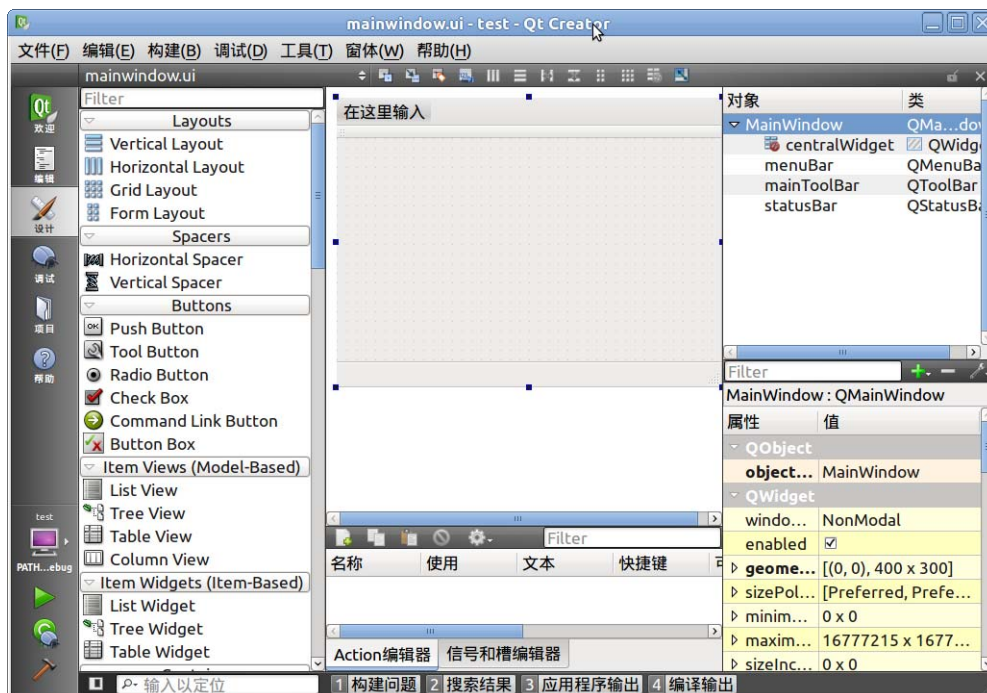 mainwindow.ui - test - Qt Creator
文件(F) 编辑(E) 构建(B) 调试(D) 工具(T) 窗体(W) 帮助(H)
mainwindow.ui
Qt
欢迎
编辑
设计
调试
项目
帮助
test
PATH...ebug
Filter
Layouts
Vertical Layout
Horizontal Layout
Grid Layout
Form Layout
Spacers
Horizontal Spacer
Vertical Spacer
Buttons
OK Push Button
Tool Button
Radio Button
Check Box
Command Link Button
Button Box
Item Views (Model-Based)
List View
Tree View
Table View
Column View
Item Widgets (Item-Based)
List Widget
Tree Widget
Table Widget
在这里输入
Filter
名称 使用 文本 快捷键
Action编辑器 信号和槽编辑器
对象 类
MainWindow QMa...dow
centralWidget QWidg
menuBar QMenuBa
mainToolBar QToolBar
statusBar QStatusBa
Filter
MainWindow : QMainWindow
属性 值
QObject
object... MainWindow
QWidget
windo... NonModal
enabled
geome... [(0, 0), 400 x 300]
sizePol... [Preferred, Prefe...
minim... 0 x 0
maxim... 16777215 x 1677...
sizeInc... 0 x 0
输入以定位 1 构建问题 2 搜索结果 3 应用程序输出 4 编译输出